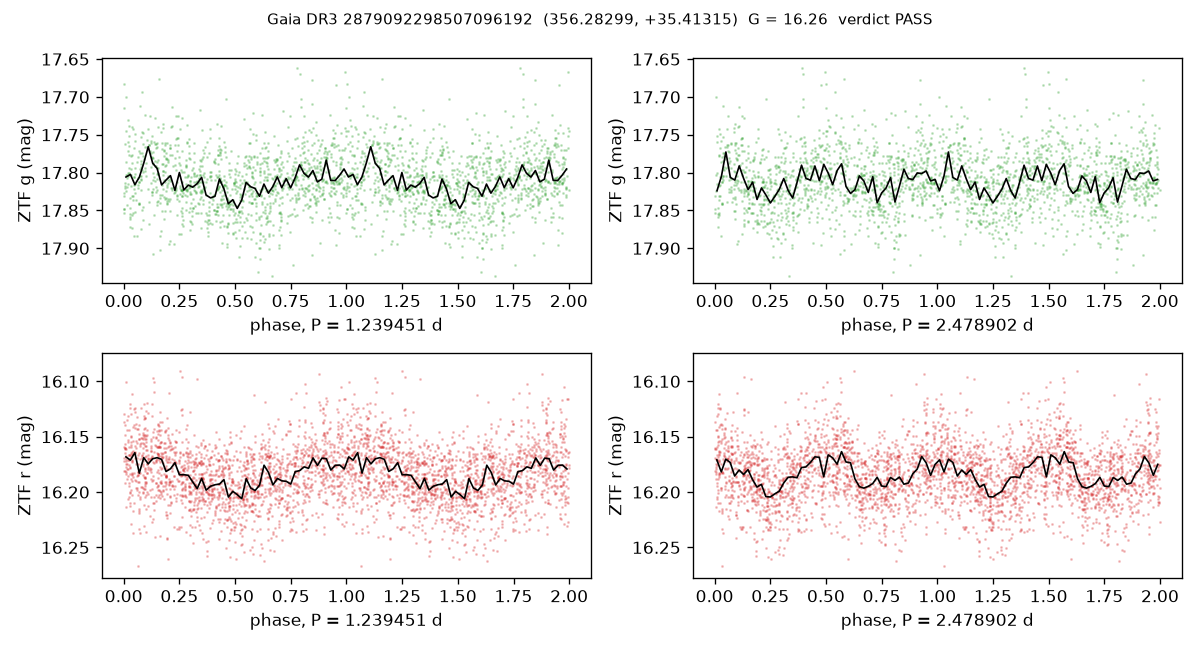 Gaia DR3 2879092298507096192  (356.28299, +35.41315)  G = 16.26  verdict PASS
17.65
17.70
17.75
17.80
17.85
17.90
ZTF g (mag)
0.00 0.25 0.50 0.75 1.00 1.25 1.50 1.75 2.00
phase, P = 1.239451 d
17.65
17.70
17.75
17.80
17.85
17.90
ZTF g (mag)
0.00 0.25 0.50 0.75 1.00 1.25 1.50 1.75 2.00
phase, P = 2.478902 d
16.10
16.15
16.20
16.25
ZTF r (mag)
0.00 0.25 0.50 0.75 1.00 1.25 1.50 1.75 2.00
phase, P = 1.239451 d
16.10
16.15
16.20
16.25
ZTF r (mag)
0.00 0.25 0.50 0.75 1.00 1.25 1.50 1.75 2.00
phase, P = 2.478902 d